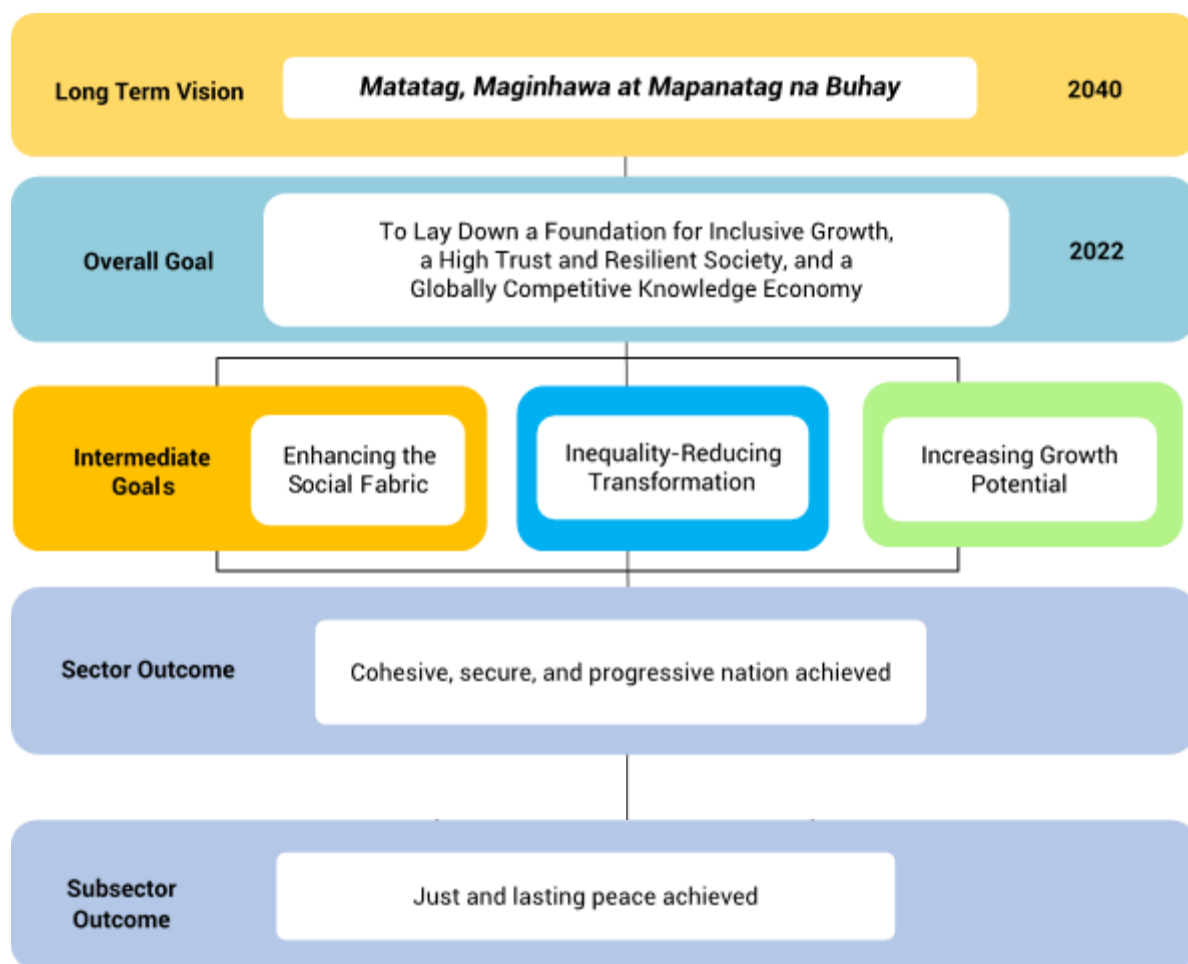 Long Term Vision
Matatag, Maginhawa at Mapanatag na Buhay
2040
Overall Goal
To Lay Down a Foundation for Inclusive Growth,
a High Trust and Resilient Society, and a
Globally Competitive Knowledge Economy
2022
Intermediate
Goals
Enhancing the
Social Fabric
Inequality-Reducing
Transformation
Increasing Growth
Potential
Sector Outcome
Cohesive, secure, and progressive nation achieved
Subsector
Outcome
Just and lasting peace achieved